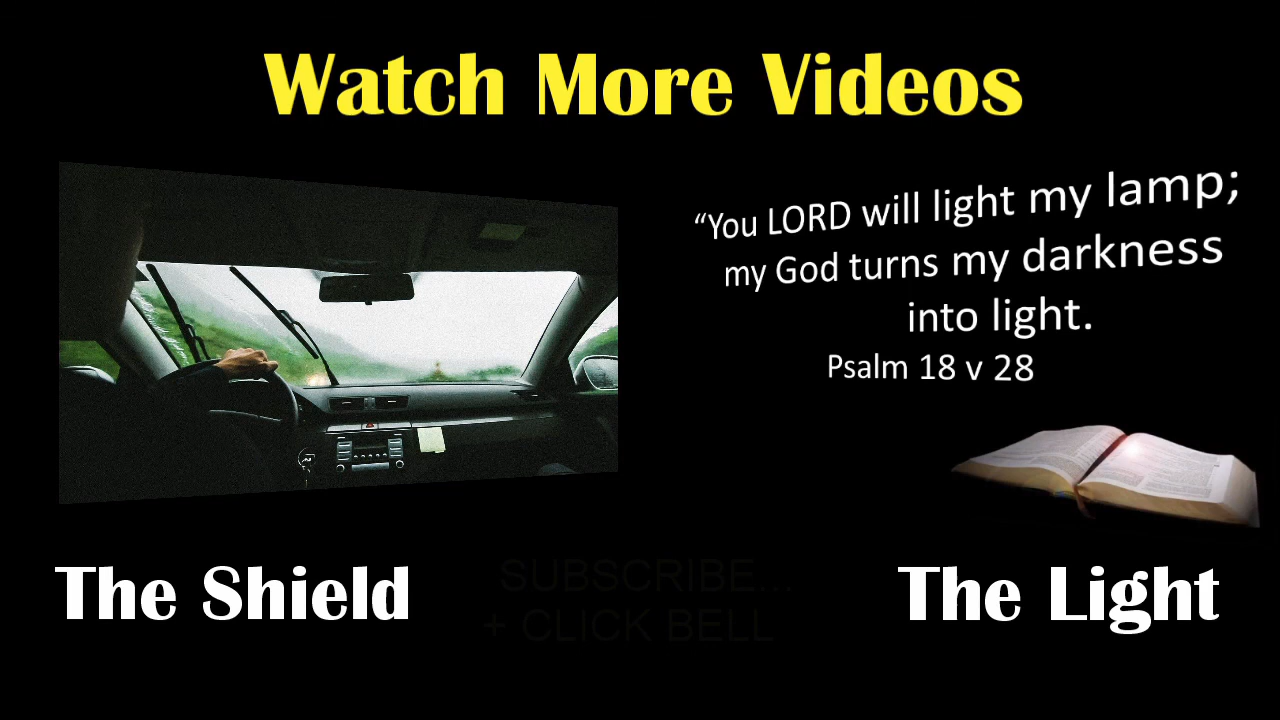 Watch More Videos
“You LORD will light my lamp;
my God turns my darkness
into light.
Psalm 18 v 28
The Shield
SUBSCRIBE...
+ CLICK BELL
The Light